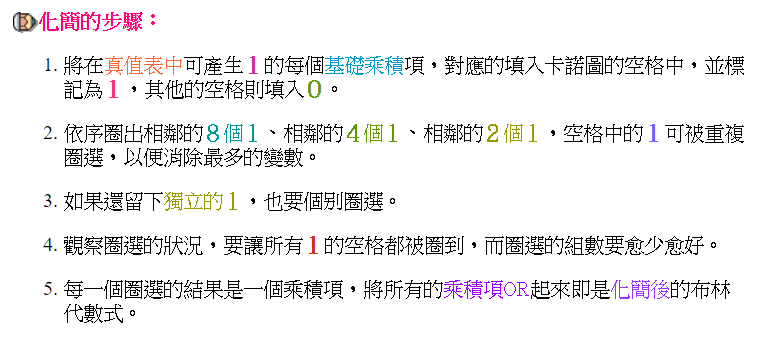 化簡的步驟：
1. 將在真值表中可產生1的每個基礎乘積項，對應的填入卡諾圖的空格中，並標
記為1，其他的空格則填入0。
2. 依序圈出相鄰的8個1、相鄰的4個1、相鄰的2個1，空格中的1可被重複
圈選，以便消除最多的變數。
3. 如果還留下獨立的1，也要個別圈選。
4. 觀察圈選的狀況，要讓所有1的空格都被圈到，而圈選的組數要愈少愈好。
5. 每一個圈選的結果是一個乘積項，將所有的乘積項OR起來即是化簡後的布林
代數式。